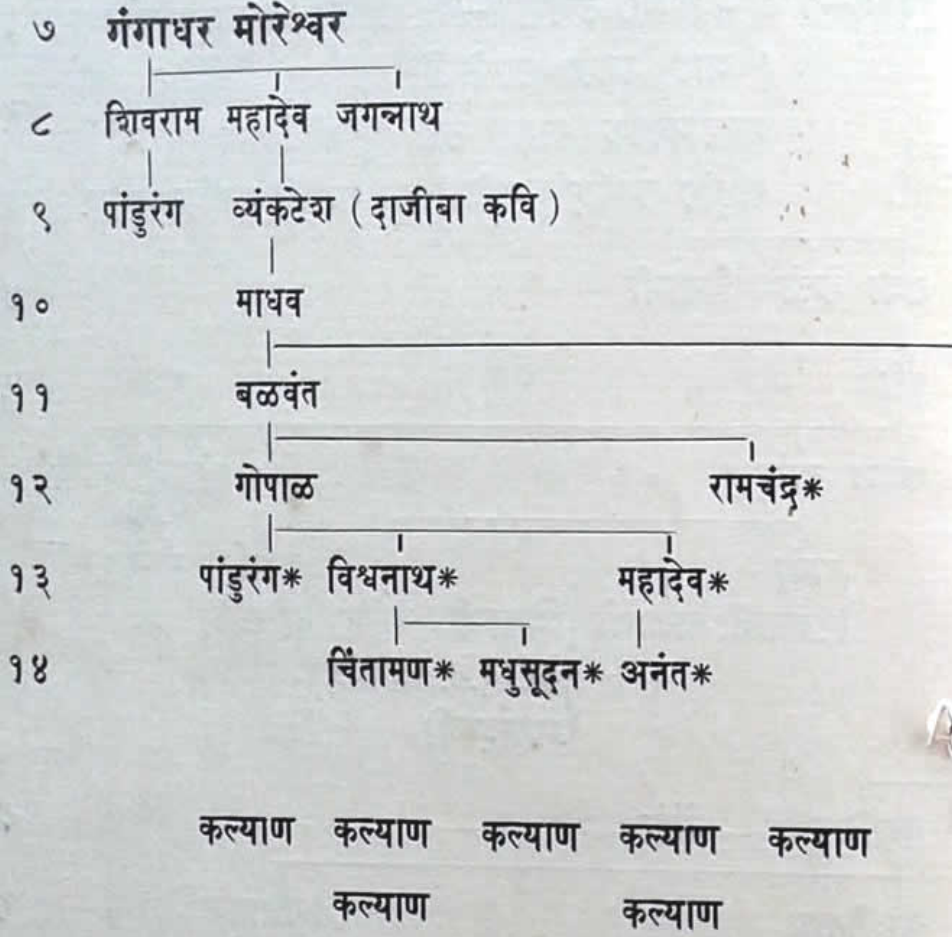 ७ गंगाधर मोरेश्वर
८ शिवराम महादेव जगन्नाथ
९ पांडुरंग व्यंकटेश (दाजीबा कवि)
१० माधव
११ बळवंत
१२ गोपाळ रामचंद्र*
१३ पांडुरंग* विश्वनाथ* महादेव*
१४ चिंतामण* मधुसूदन* अनंत*
कल्याण कल्याण कल्याण कल्याण कल्याण
कल्याण कल्याण